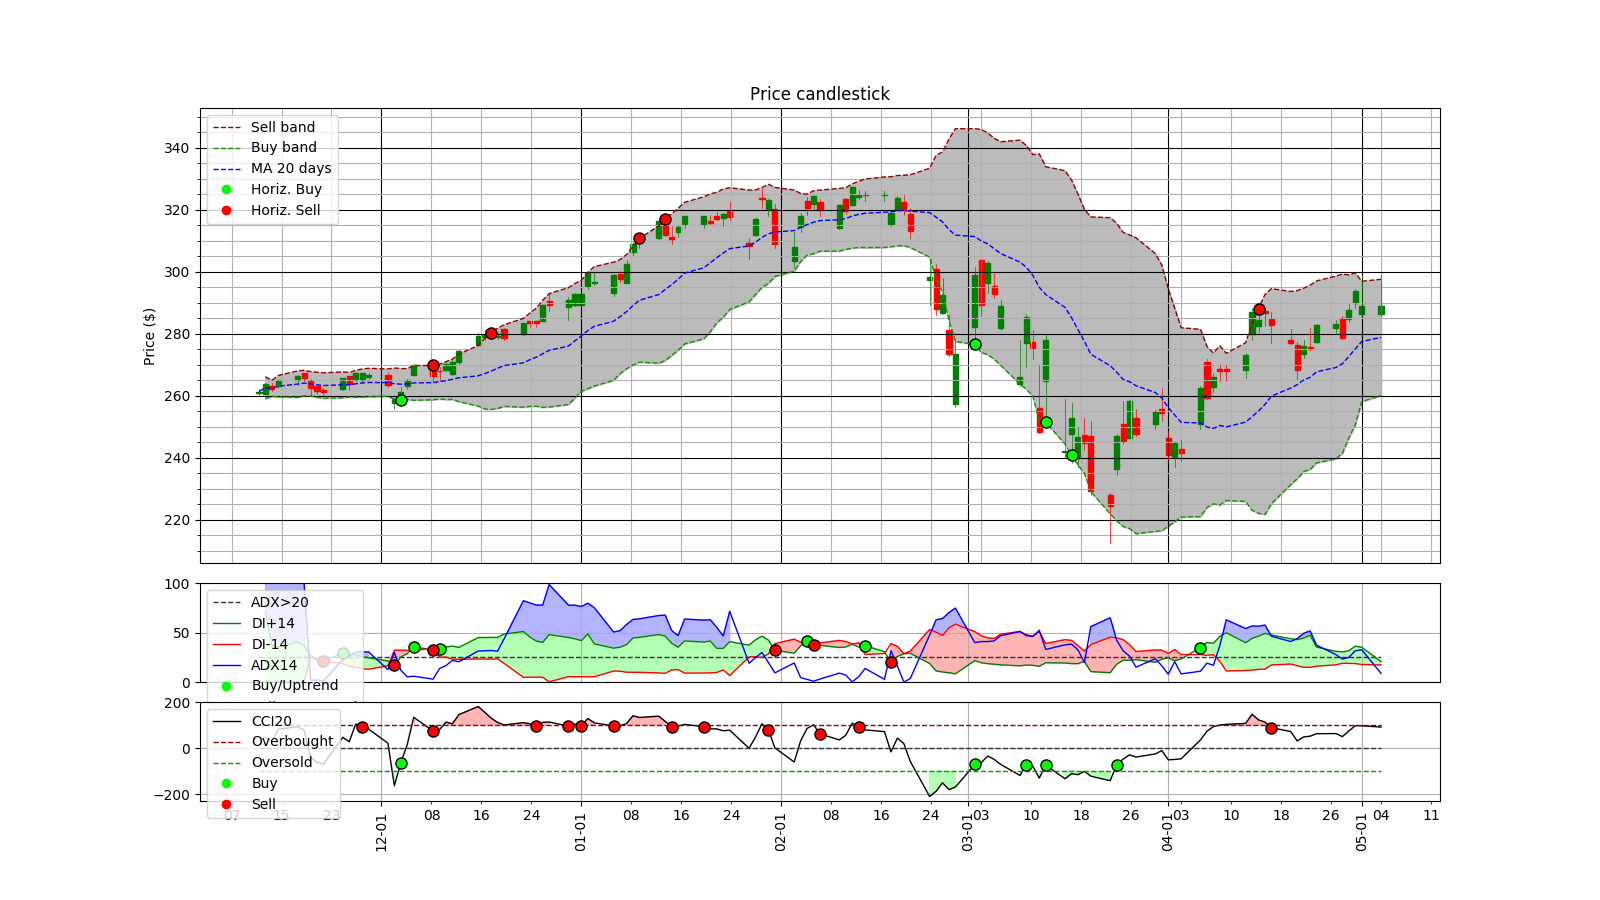 Price candlestick
Price ($)
340
320
300
280
260
240
220
Sell band
Buy band
MA 20 days
Horiz. Buy
Horiz. Sell
100
50
0
ADX>20
DI+14
DI-14
ADX14
Buy/Uptrend
200
0
−200
CCI20
Overbought
Oversold
Buy
Sell
07 15 23 12-01 08 16 24 01-01 08 16 24 02-01 08 16 24 03-01 03 10 18 26 04-01 03 10 18 26 05-01 04 11